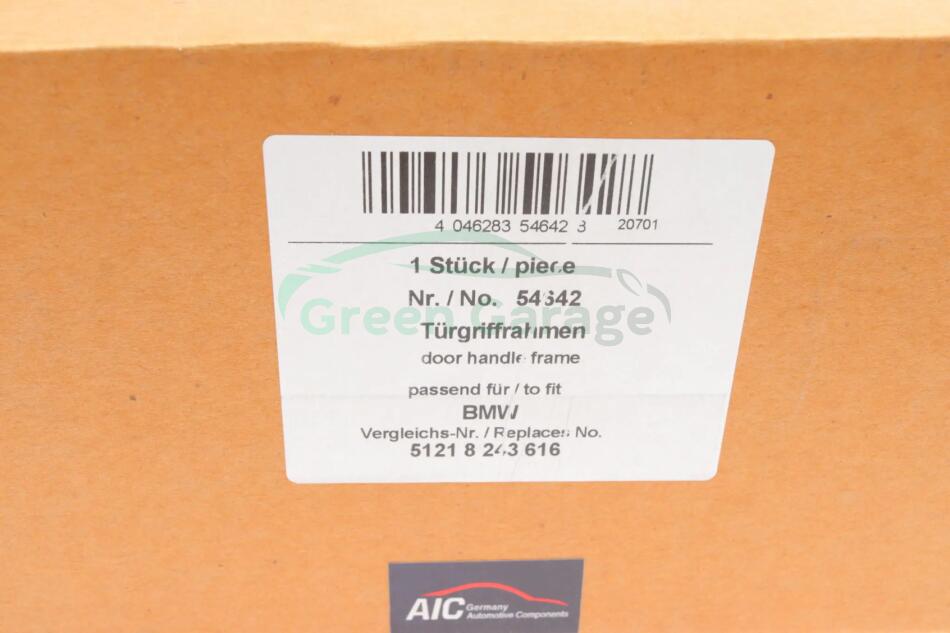 4 046283 54642 3 20701
1 Stück / piece
Nr. / No. 54642
Green Garage
Türgriffrahmen
door handle frame
passend für / to fit
BMW
Vergleichs-Nr. / Replaces No.
5121 8 243 616
AIC Germany
Automotive Components